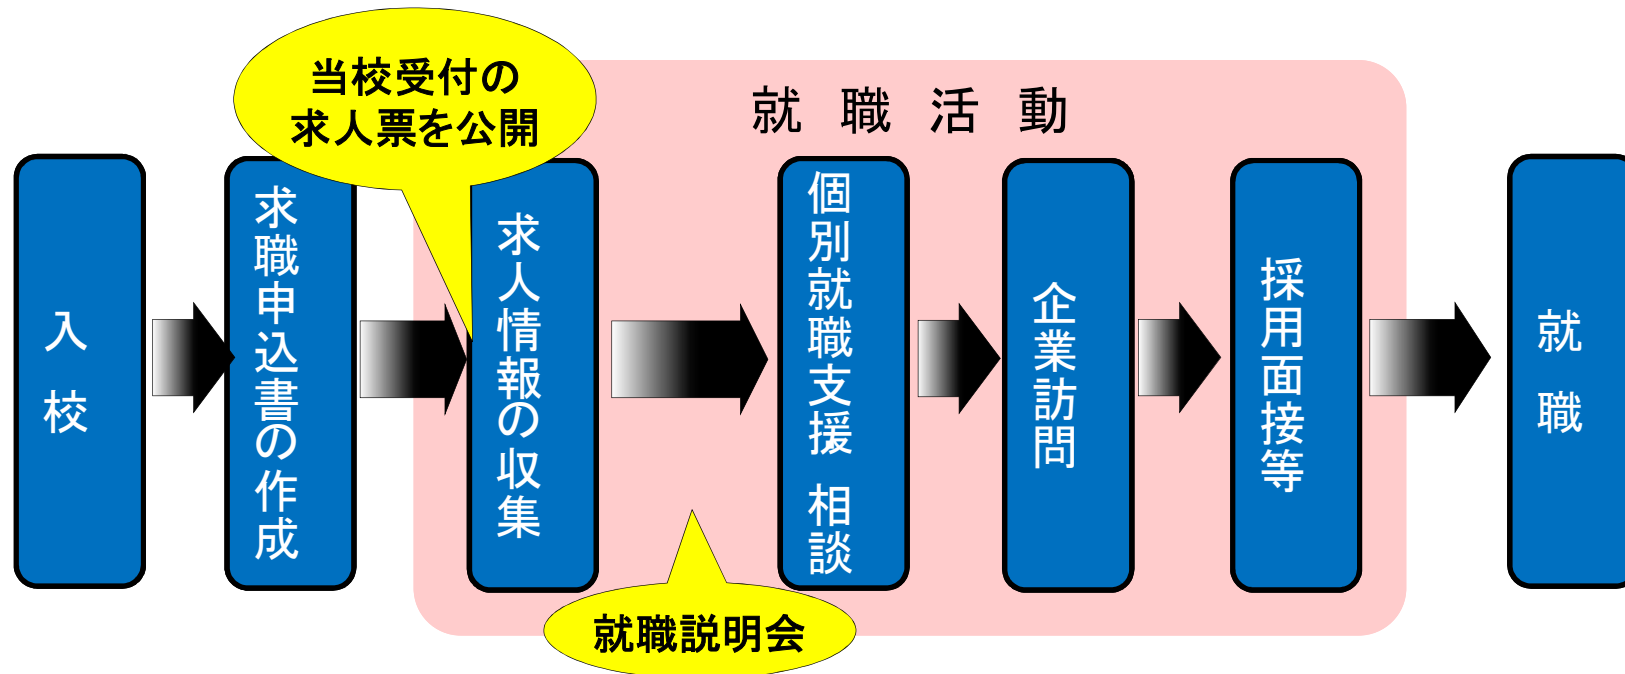 当校受付の
求人票を公開
就職活動
入校
求職申込書の作成
求人情報の収集
個別就職支援 相談
企業訪問
採用面接等
就職
就職説明会